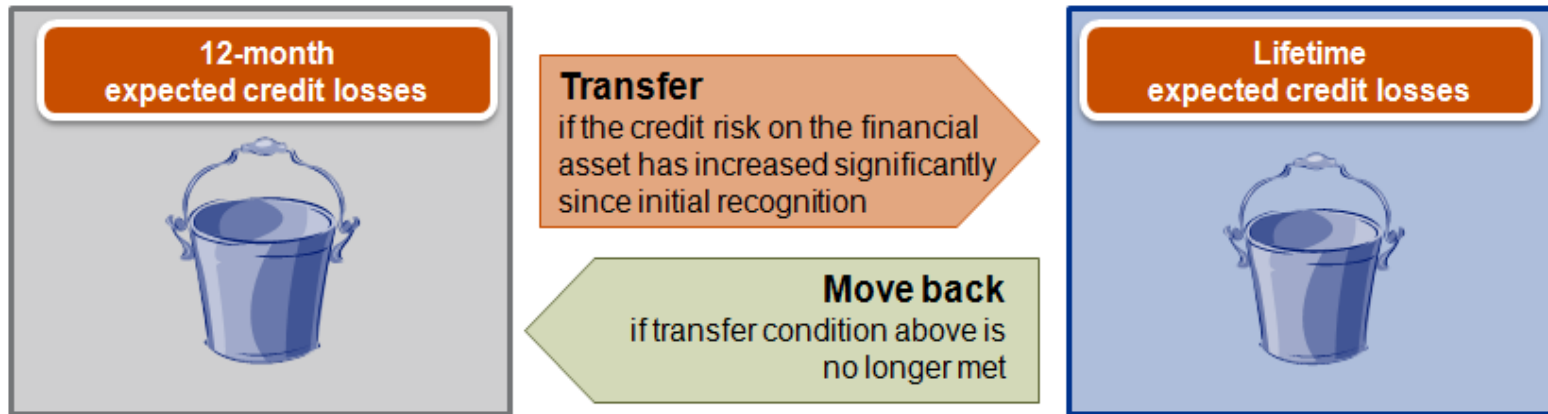 12-month
expected credit losses
Transfer
if the credit risk on the financial
asset has increased significantly
since initial recognition
Move back
if transfer condition above is
no longer met
Lifetime
expected credit losses